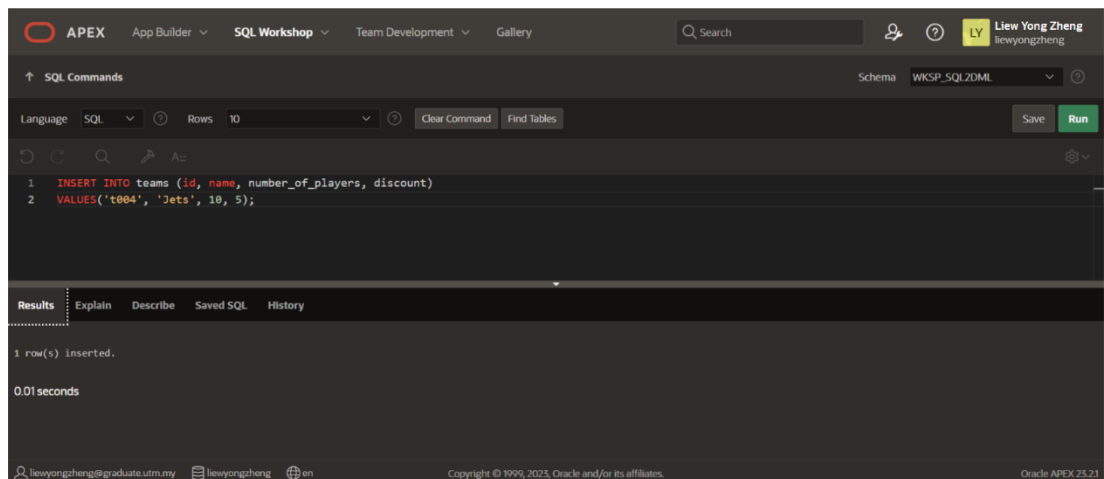 APEX App Builder SQL Workshop Team Development Gallery Search LY Liew Yong Zheng
liewyongzheng
↑ SQL Commands Schema WKSP_SQL2DML
Language SQL Rows 10 Clear Command Find Tables Save Run
A::
1 INSERT INTO teams (id, name, number_of_players, discount)
2 VALUES('t004', 'Jets', 10, 5);
Results Explain Describe Saved SQL History
1 row(s) inserted.
0.01 seconds
liewyongzheng@graduate.utm.my liewyongzheng en Copyright © 1999, 2023, Oracle and/or its affiliates. Oracle APEX 23.2.1